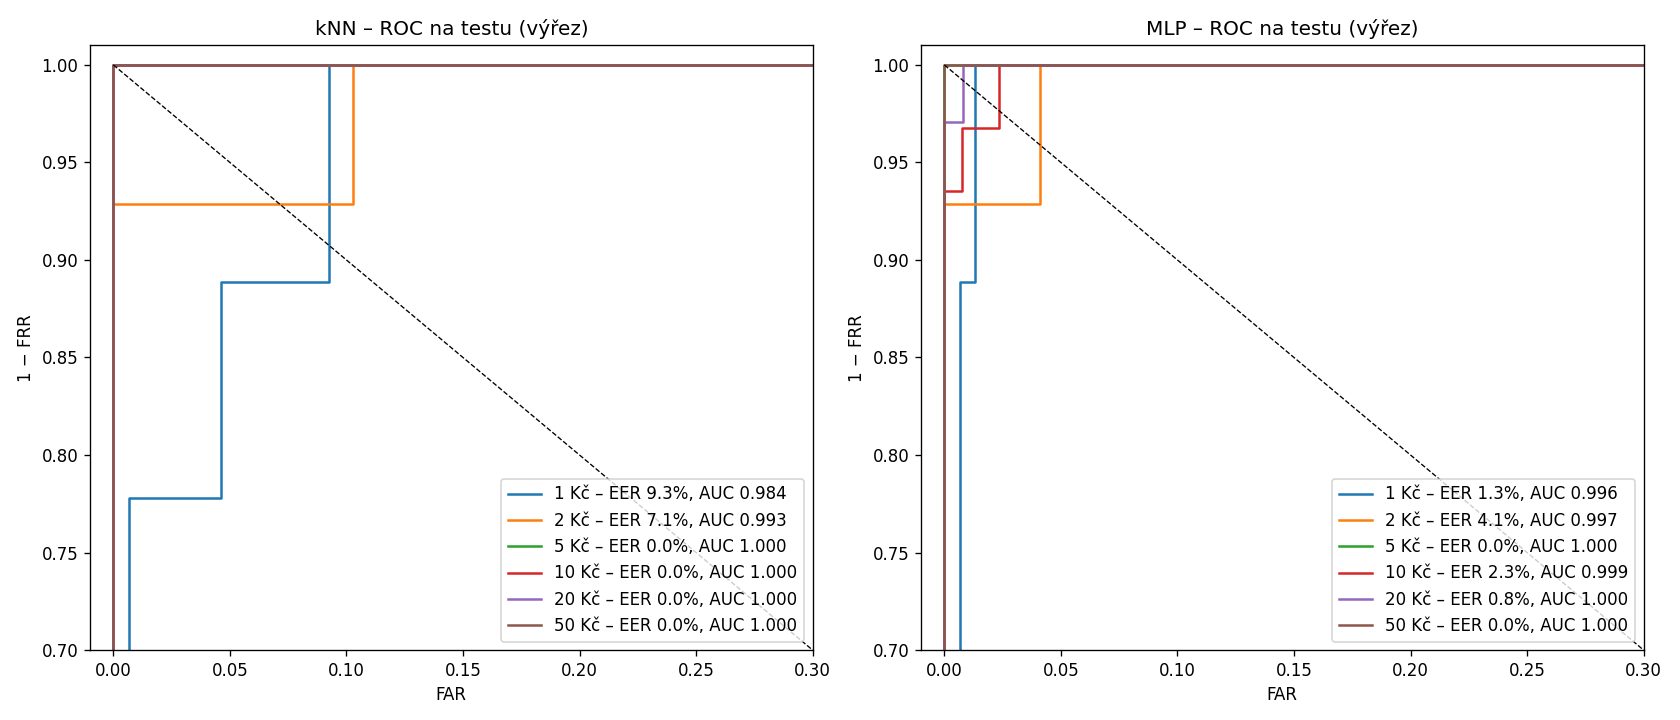 kNN – ROC na testu (výřez)
1 − FRR
1.00
0.95
0.90
0.85
0.80
0.75
0.70
1 Kč – EER 9.3%, AUC 0.984
2 Kč – EER 7.1%, AUC 0.993
5 Kč – EER 0.0%, AUC 1.000
10 Kč – EER 0.0%, AUC 1.000
20 Kč – EER 0.0%, AUC 1.000
50 Kč – EER 0.0%, AUC 1.000
0.00 0.05 0.10 0.15 0.20 0.25 0.30
FAR
MLP – ROC na testu (výřez)
1 − FRR
1.00
0.95
0.90
0.85
0.80
0.75
0.70
1 Kč – EER 1.3%, AUC 0.996
2 Kč – EER 4.1%, AUC 0.997
5 Kč – EER 0.0%, AUC 1.000
10 Kč – EER 2.3%, AUC 0.999
20 Kč – EER 0.8%, AUC 1.000
50 Kč – EER 0.0%, AUC 1.000
0.00 0.05 0.10 0.15 0.20 0.25 0.30
FAR